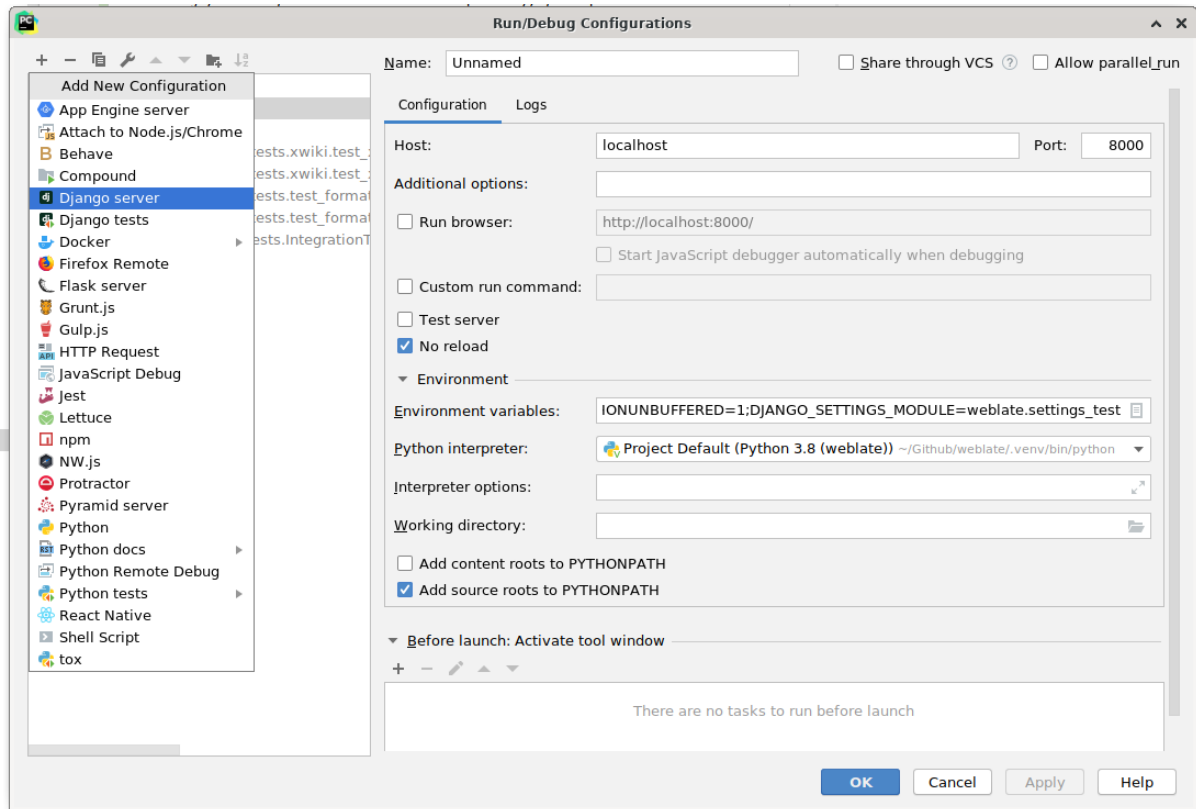 PC
Run/Debug Configurations
Add New Configuration
App Engine server
Attach to Node.js/Chrome
Behave
Compound
Django server
Django tests
Docker
Firefox Remote
Flask server
Grunt.js
Gulp.js
HTTP Request
JavaScript Debug
Jest
Lettuce
npm
NW.js
Protractor
Pyramid server
Python
Python docs
Python Remote Debug
Python tests
React Native
Shell Script
tox
ests.xwiki.test_
ests.xwiki.test_
ests.test_format
ests.test_format
ests.IntegrationT
Name: Unnamed Share through VCS ? Allow parallel run
Configuration Logs
Host: localhost Port: 8000
Additional options:
Run browser: http://localhost:8000/
Start JavaScript debugger automatically when debugging
Custom run command:
Test server
No reload
Environment
Environment variables: IONUNBUFFERED=1;DJANGO_SETTINGS_MODULE=weblate.settings_test
Python interpreter: Project Default (Python 3.8 (weblate)) ~/Github/weblate/.venv/bin/python
Interpreter options:
Working directory:
Add content roots to PYTHONPATH
Add source roots to PYTHONPATH
Before launch: Activate tool window
There are no tasks to run before launch
OK Cancel Apply Help